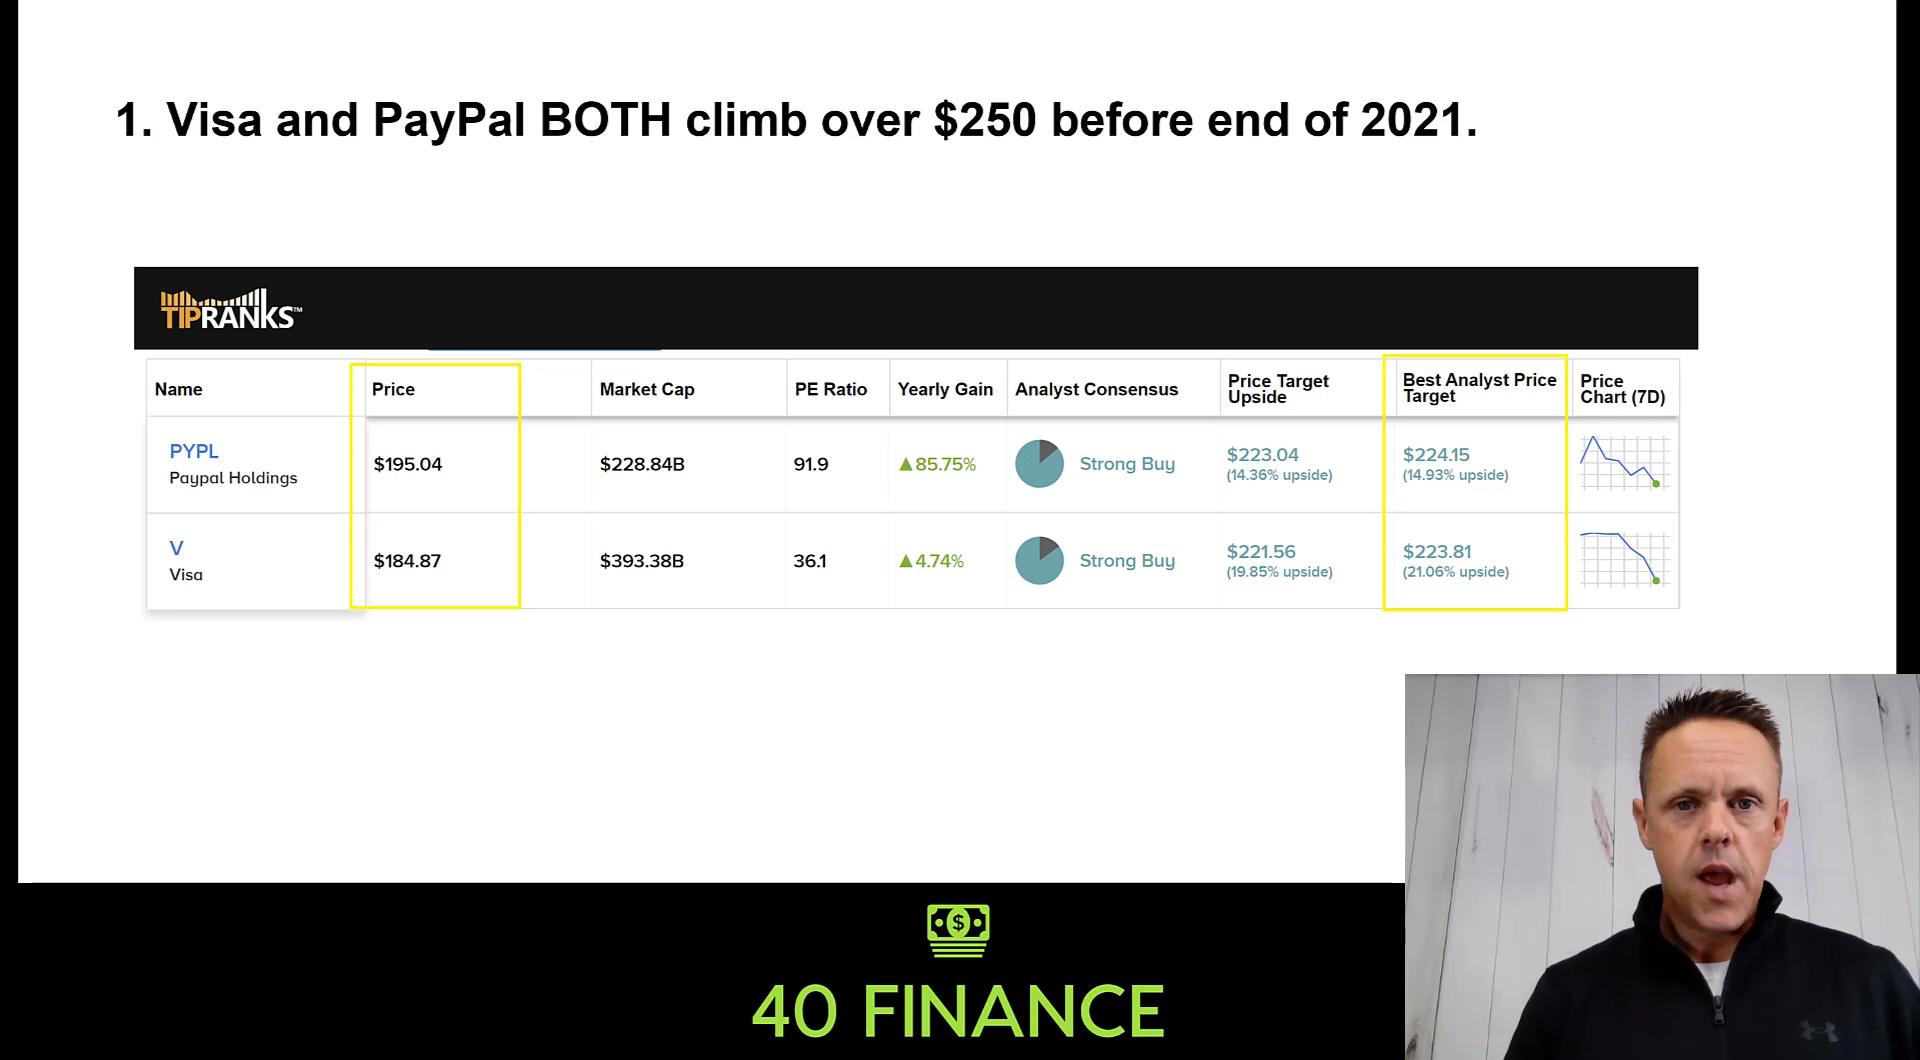 1. Visa and PayPal BOTH climb over $250 before end of 2021.
TIPRANKS™
Name Price Market Cap PE Ratio Yearly Gain Analyst Consensus Price Target Upside Best Analyst Price Target Price Chart (7D)
PYPL
Paypal Holdings
$195.04 $228.84B 91.9 ▲85.75% Strong Buy
$223.04
(14.36% upside)
$224.15
(14.93% upside)
V
Visa
$184.87 $393.38B 36.1 ▲4.74% Strong Buy
$221.56
(19.85% upside)
$223.81
(21.06% upside)
$
40 FINANCE